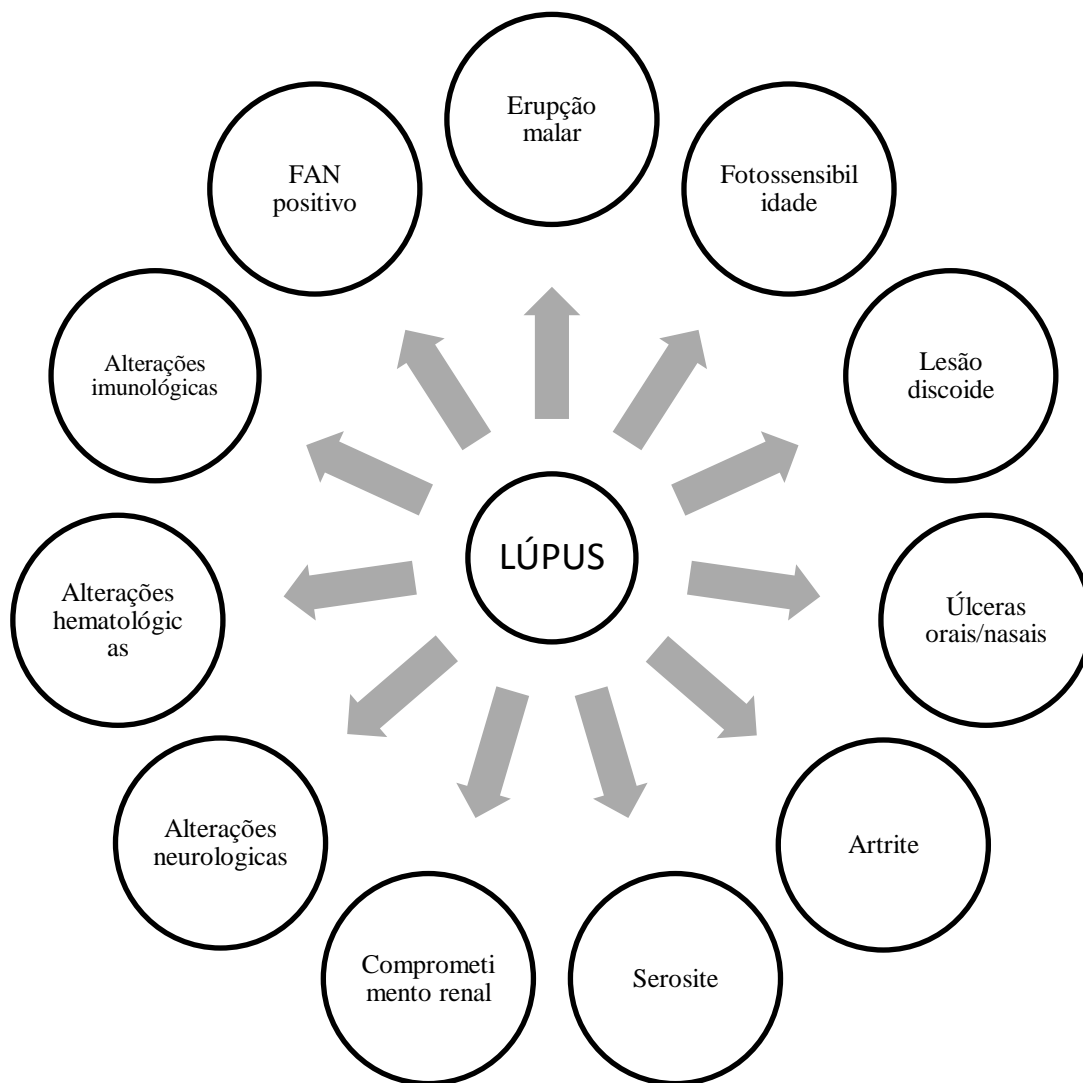 Erupção
malar
Fotossensibil
idade
Lesão
discoide
Úlceras
orais/nasais
Artrite
Serosite
Comprometi
mento renal
Alterações
neurologicas
Alterações
hematológic
as
Alterações
imunológicas
FAN
positivo
LÚPUS